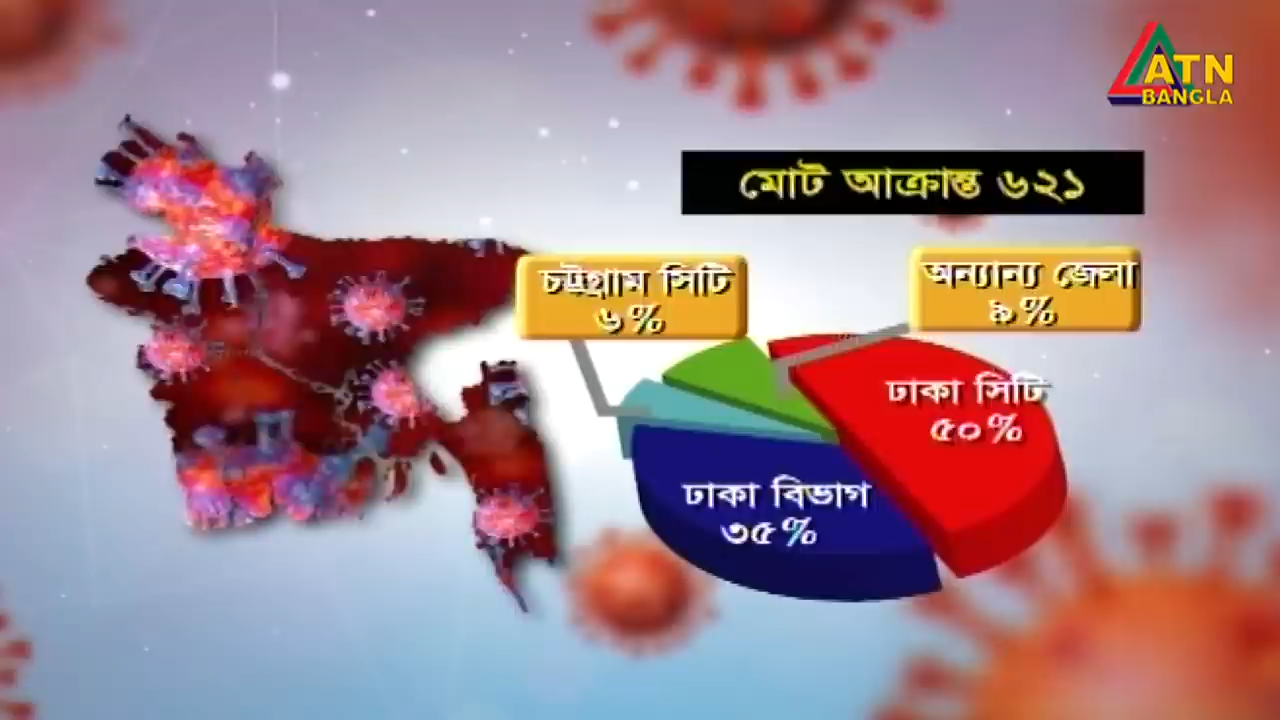 ATN
BANGLA
মোট আক্রান্ত ৬২১
চট্টগ্রাম সিটি
৬%
অন্যান্য জেলা
৯%
ঢাকা সিটি
৫০%
ঢাকা বিভাগ
৩৫%